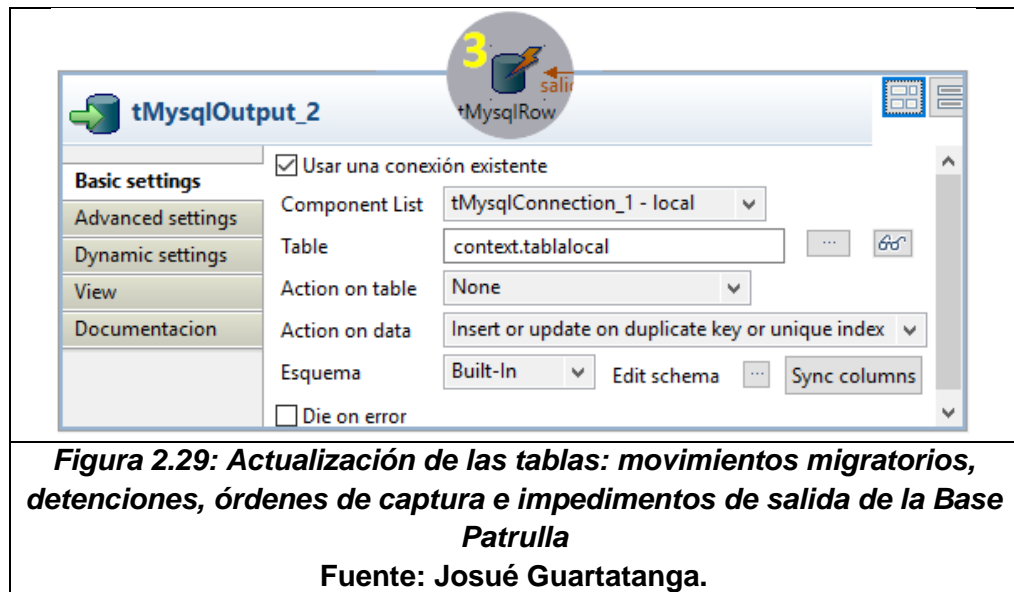 3
salid
tMysqlRow
tMysqlOutput_2
Basic settings
Advanced settings
Dynamic settings
View
Documentacion
Usar una conexión existente
Component List tMysqlConnection_1 - local
Table context.tablalocal ...
Action on table None
Action on data Insert or update on duplicate key or unique index
Esquema Built-In Edit schema ... Sync columns
Die on error
Figura 2.29: Actualización de las tablas: movimientos migratorios,
detenciones, órdenes de captura e impedimentos de salida de la Base
Patrulla
Fuente: Josué Guartatanga.